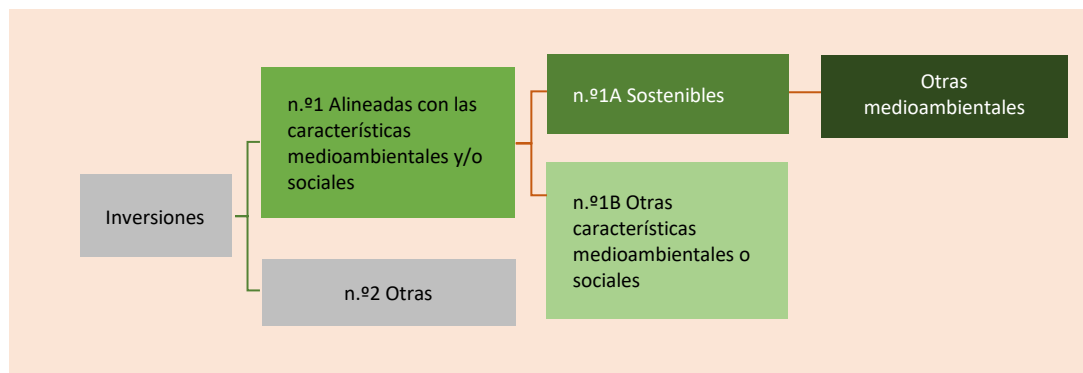 Inversiones
n.º1 Alineadas con las
características
medioambientales y/o
sociales
n.º2 Otras
n.º1A Sostenibles
n.º1B Otras
características
medioambientales o
sociales
Otras
medioambientales